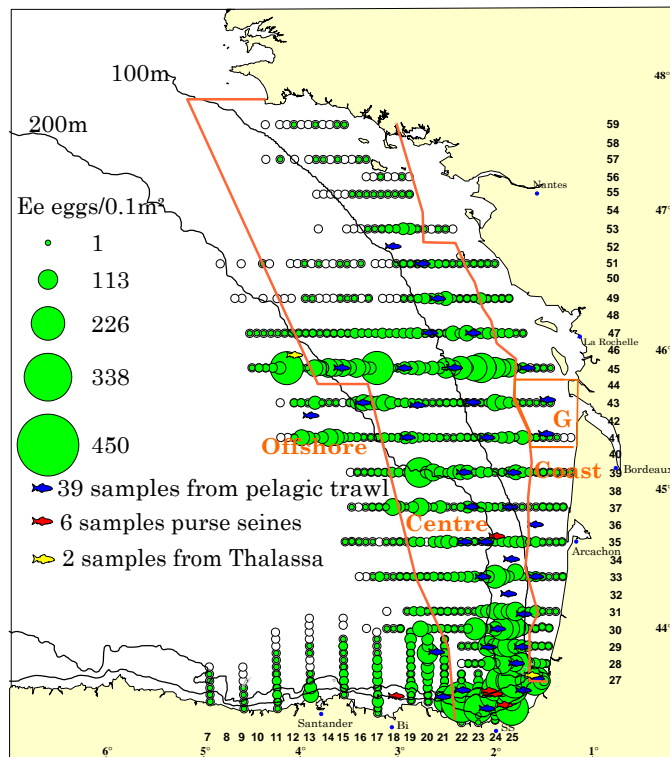 100m
48°
200m
59
57
56
Nantes
55
Ee eggs/0.1m²
54
47°
53
1
52
51
113
50
49
48
226
47
La Rochelle
46
46°
45
338
44
43
G
42
450
Offshore
41
40
Coast
39
Bordeaux
39 samples from pelagic trawl
45°
38
Centre
37
6 samples purse seines
36
35
Arcachon
2 samples from Thalassa
34
33
32
31
30
44°
29
28
27
Santander
Bi
SS
7 8 9 10 11 12 13 14 15 16 17 18 19 20 21 22 23 24 25
6° 5° 4° 3° 2° 1°